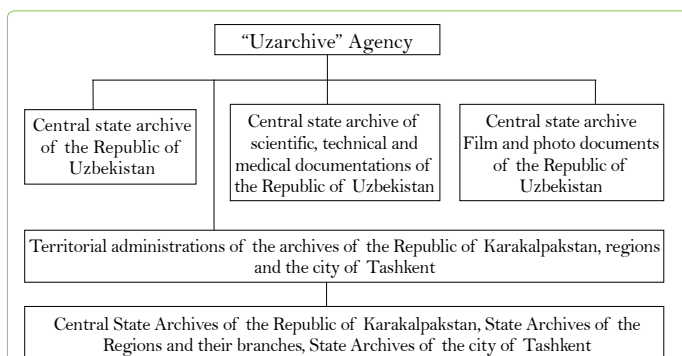 “Uzarchive” Agency
Central state archive
of the Republic of
Uzbekistan
Central state archive of
scientific, technical and
medical documentations of
the Republic of Uzbekistan
Central state archive
Film and photo documents
of the Republic of
Uzbekistan
Territorial administrations of the archives of the Republic of Karakalpakstan, regions
and the city of Tashkent
Central State Archives of the Republic of Karakalpakstan, State Archives of the
Regions and their branches, State Archives of the city of Tashkent